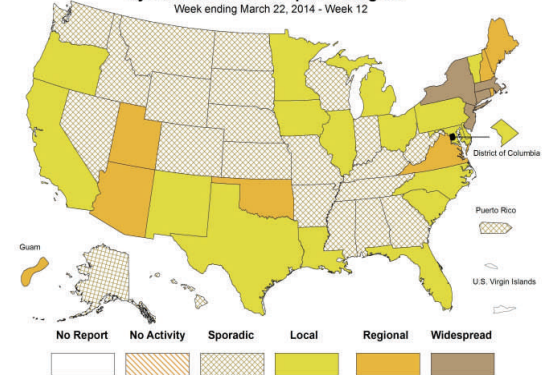 Week ending March 22, 2014 - Week 12
District of Columbia
Puerto Rico
Guam
U.S. Virgin Islands
No Report
No Activity
Sporadic
Local
Regional
Widespread